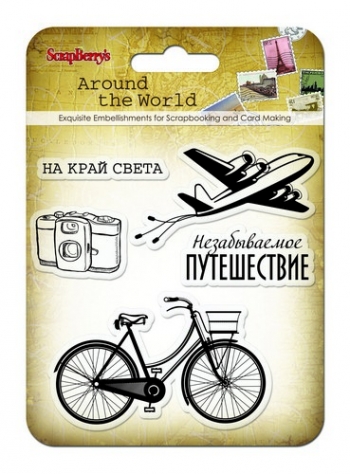 ScrapBerry's
Around
the World
Exquisite Embellishments for Scrapbooking and Card Making
НА КРАЙ СВЕТА
Незабываемое
ПУТЕШЕСТВИЕ